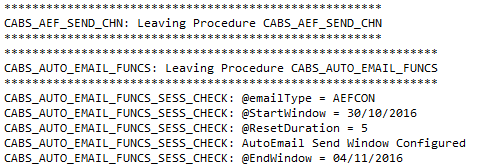 ****************************************************
CABS_AEF_SEND_CHN: Leaving Procedure CABS_AEF_SEND_CHN
****************************************************
************************************************************
CABS_AUTO_EMAIL_FUNCS: Leaving Procedure CABS_AUTO_EMAIL_FUNCS
************************************************************
CABS_AUTO_EMAIL_FUNCS_SESS_CHECK: @emailType = AEFCON
CABS_AUTO_EMAIL_FUNCS_SESS_CHECK: @StartWindow = 30/10/2016
CABS_AUTO_EMAIL_FUNCS_SESS_CHECK: @ResetDuration = 5
CABS_AUTO_EMAIL_FUNCS_SESS_CHECK: AutoEmail Send Window Configured
CABS_AUTO_EMAIL_FUNCS_SESS_CHECK: @EndWindow = 04/11/2016